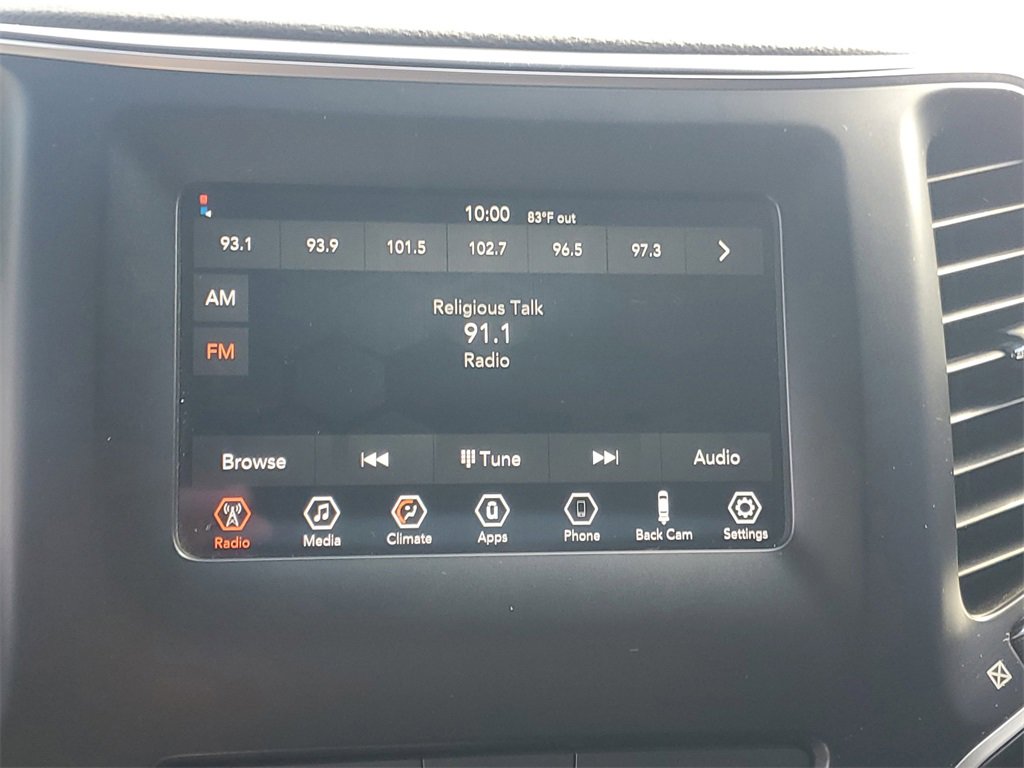 10:00 83°F out
93.1 93.9 101.5 102.7 96.5 97.3
AM
Religious Talk
91.1
FM
Radio
Browse Tune Audio
Radio Media Climate Apps Phone Back Cam Settings